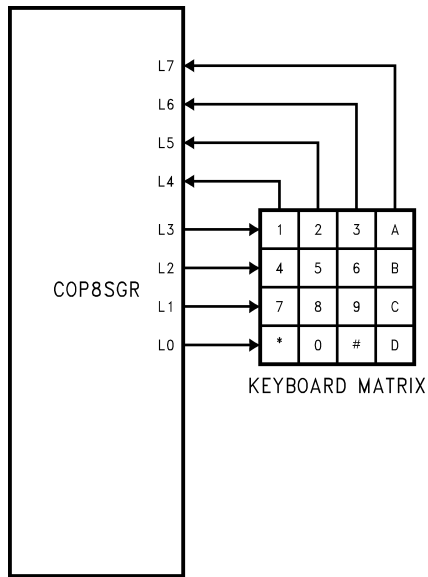 L7
L6
L5
L4
L3 1 2 3 A
L2 4 5 6 B
COP8SGR
L1 7 8 9 C
L0 * 0 # D
KEYBOARD MATRIX